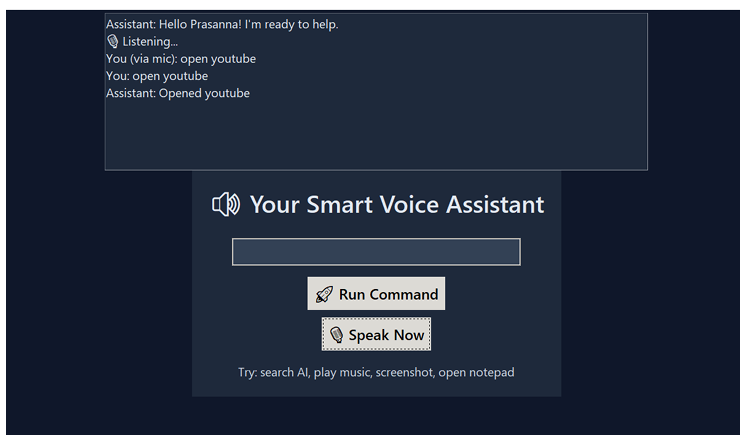 Assistant: Hello Prasanna! I'm ready to help.
🎙 Listening...
You (via mic): open youtube
You: open youtube
Assistant: Opened youtube
🔊 Your Smart Voice Assistant
🚀 Run Command
🎙 Speak Now
Try: search AI, play music, screenshot, open notepad